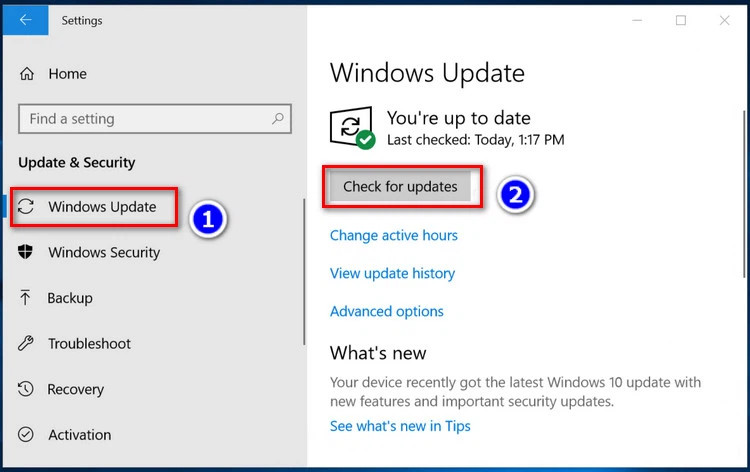 Settings
Home
Find a setting
Update & Security
Windows Update
1
Windows Security
Backup
Troubleshoot
Recovery
Activation
Windows Update
You're up to date
Last checked: Today, 1:17 PM
Check for updates
2
Change active hours
View update history
Advanced options
What's new
Your device recently got the latest Windows 10 update with
new features and important security updates.
See what's new in Tips